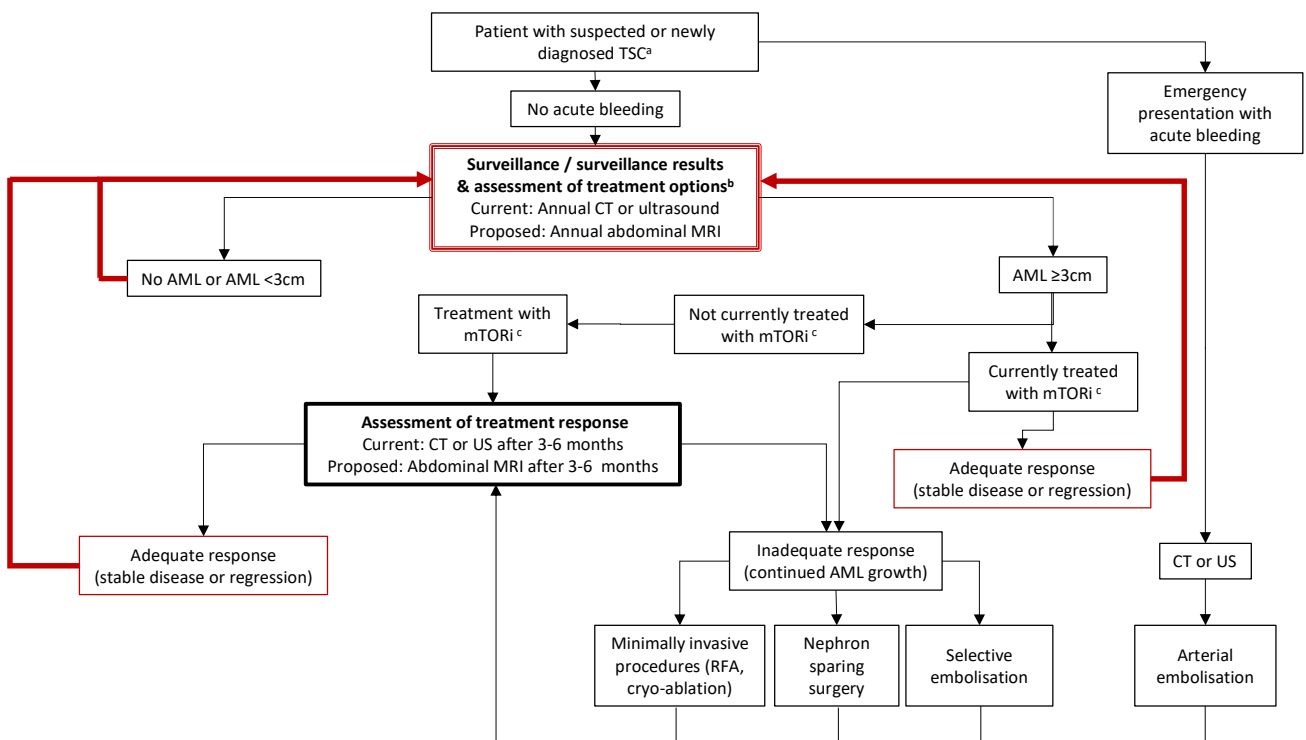 Patient with suspected or newly
diagnosed TSCᵃ
No acute bleeding
Emergency
presentation with
acute bleeding
Surveillance / surveillance results
& assessment of treatment optionsᵇ
Current: Annual CT or ultrasound
Proposed: Annual abdominal MRI
No AML or AML <3cm
AML ≥3cm
Treatment with
mTORi ᶜ
Not currently treated
with mTORi ᶜ
Currently treated
with mTORi ᶜ
Assessment of treatment response
Current: CT or US after 3-6 months
Proposed: Abdominal MRI after 3-6 months
Adequate response
(stable disease or regression)
Adequate response
(stable disease or regression)
Inadequate response
(continued AML growth)
CT or US
Minimally invasive
procedures (RFA,
cryo-ablation)
Nephron
sparing
surgery
Selective
embolisation
Arterial
embolisation